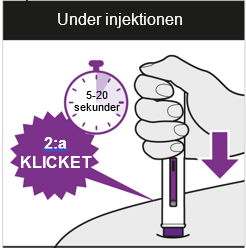 Under injektionen
5-20
sekunder
2:a
KLICKET